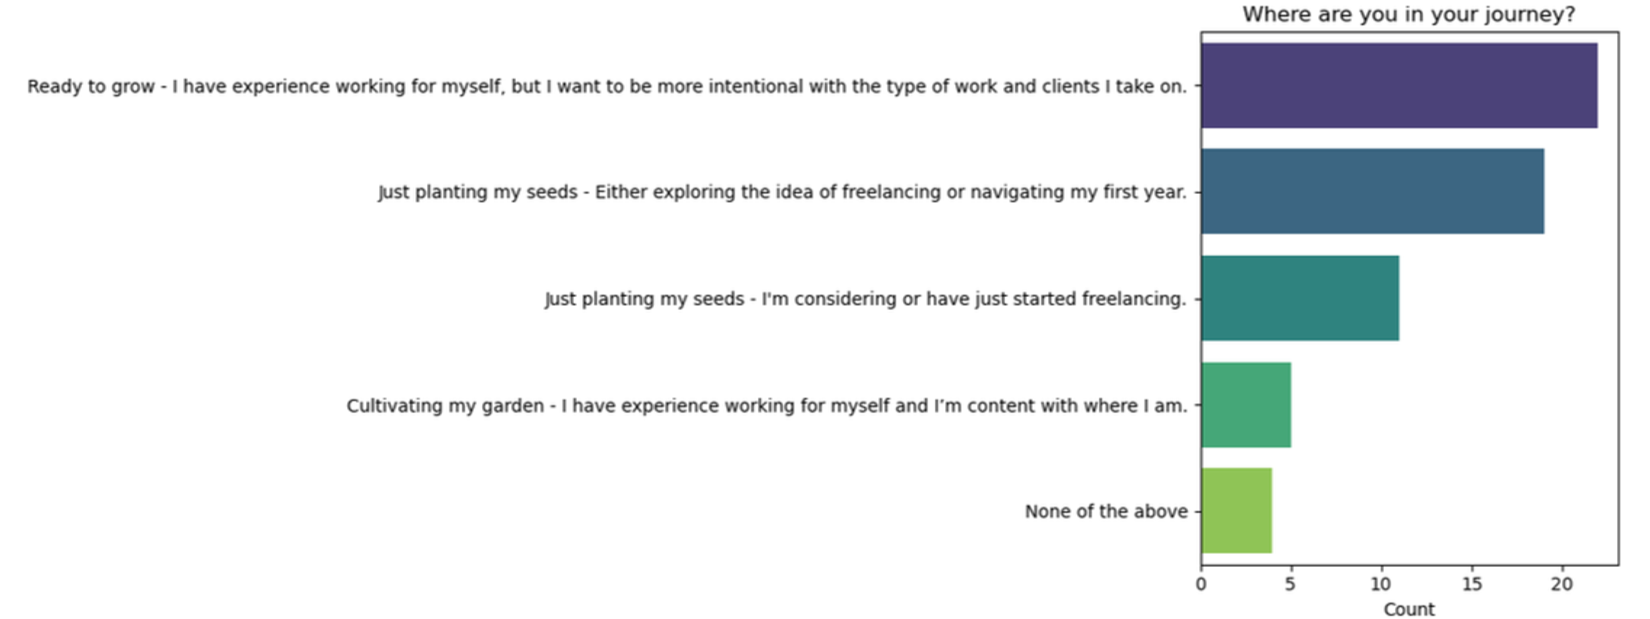 Where are you in your journey?
Ready to grow - I have experience working for myself, but I want to be more intentional with the type of work and clients I take on.
Just planting my seeds - Either exploring the idea of freelancing or navigating my first year.
Just planting my seeds - I'm considering or have just started freelancing.
Cultivating my garden - I have experience working for myself and I’m content with where I am.
None of the above
0 5 10 15 20
Count